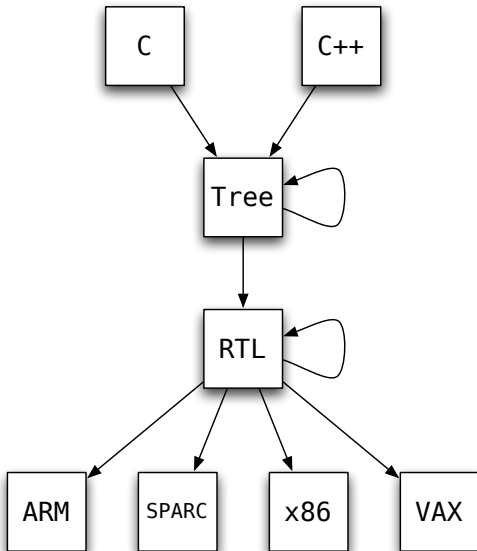 C
C++
Tree
RTL
ARM
SPARC
x86
VAX